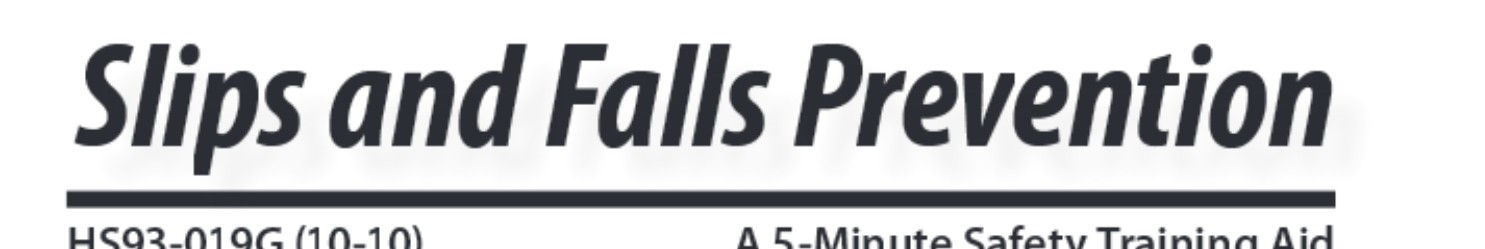 Slips and Falls Prevention
HS93-019G (10-10) A 5-Minute Safety Training Aid